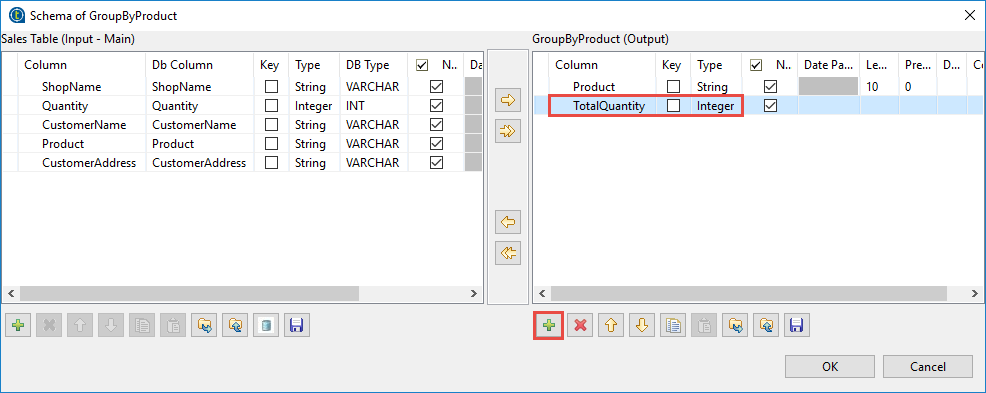 Schema of GroupByProduct
Sales Table (Input - Main)
Column Db Column Key Type DB Type N.. Da
ShopName ShopName String VARCHAR
Quantity Quantity Integer INT
CustomerName CustomerName String VARCHAR
Product Product String VARCHAR
CustomerAddress CustomerAddress String VARCHAR
GroupByProduct (Output)
Column Key Type N.. Date Pa... Le... Pre... D... Co
Product String 10 0
TotalQuantity Integer
OK Cancel